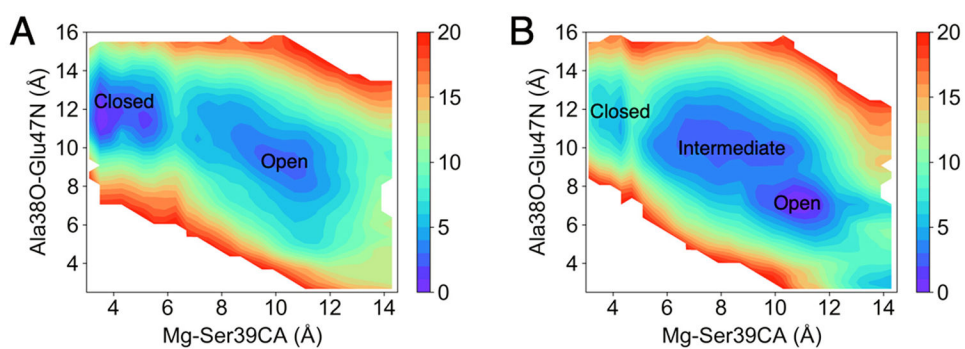 A
Ala38O-Glu47N (Å)
16
14
12
10
8
6
4
Closed
Open
4 6 8 10 12 14
Mg-Ser39CA (Å)
20
15
10
5
0
B
Ala38O-Glu47N (Å)
16
14
12
10
8
6
4
Closed
Intermediate
Open
4 6 8 10 12 14
Mg-Ser39CA (Å)
20
15
10
5
0